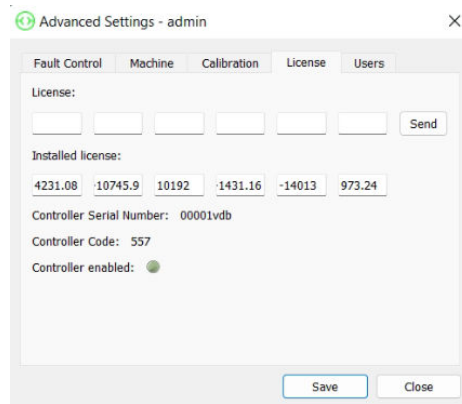 Advanced Settings - admin
Fault Control Machine Calibration License Users
License:
Send
Installed license:
4231.08 -10745.9 10192 -1431.16 -14013 973.24
Controller Serial Number: 00001vdb
Controller Code: 557
Controller enabled:
Save Close